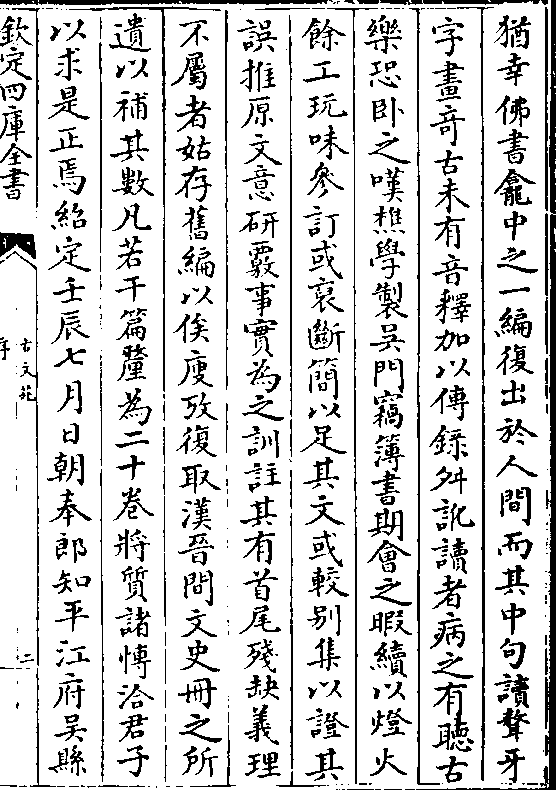 猶幸佛書龕中之一編復出於人間而其中句讀聱牙
字畫竒古未有音釋加以傳錄舛訛讀者病之有聽古
樂恐卧之嘆樵學製吴門竊簿書期會之暇續以燈火
餘工玩味參訂或裒斷簡以足其文或較别集以證其
誤推原文意研覈事實為之訓註其有首尾殘缺義理
不屬者姑存舊編以俟廋攷復取漢晉間文史冊之所
遺以補其數凡若干篇釐為二十卷將質諸愽洽君子
以求是正焉紹定壬辰七月日朝奉郎知平江府吴縣
欽定四庫全書
古文苑
序
二